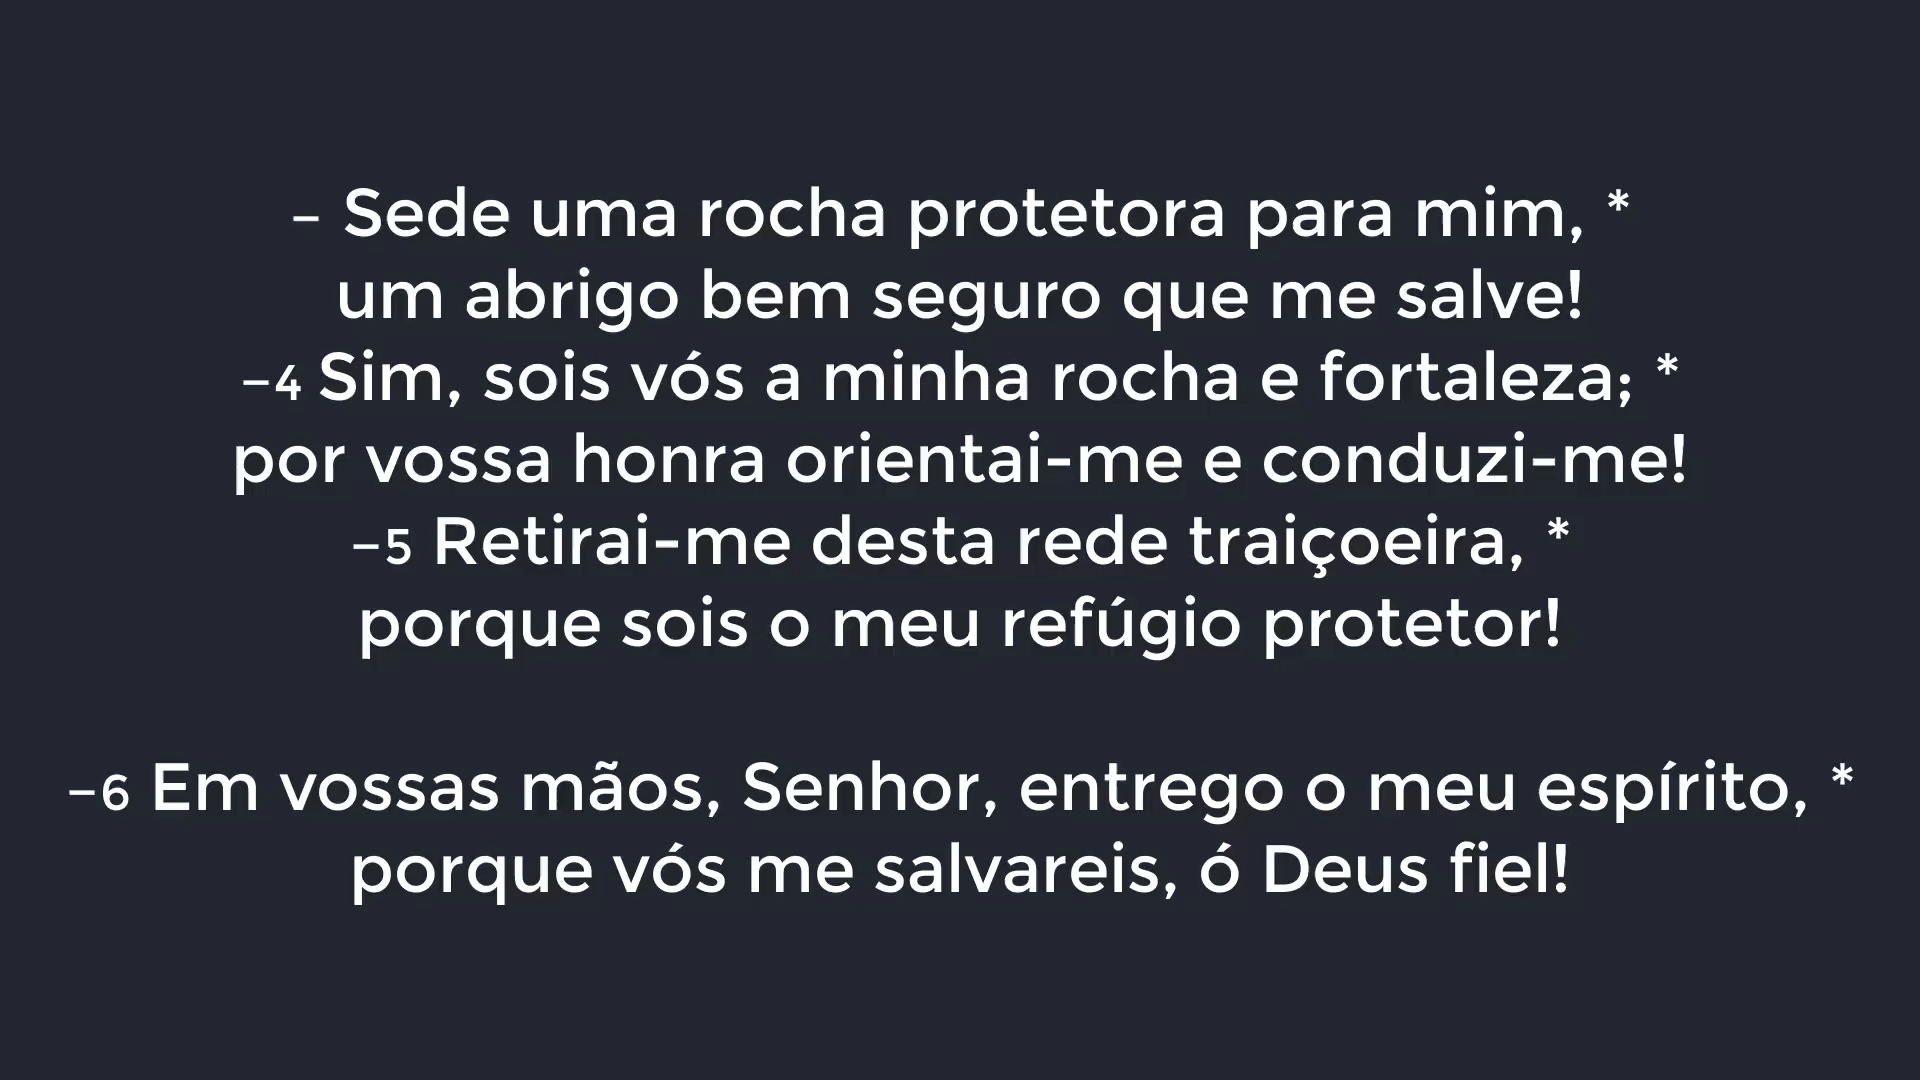 – Sede uma rocha protetora para mim, *
um abrigo bem seguro que me salve!
–4 Sim, sois vós a minha rocha e fortaleza; *
por vossa honra orientai-me e conduzi-me!
–5 Retirai-me desta rede traiçoeira, *
porque sois o meu refúgio protetor!
–6 Em vossas mãos, Senhor, entrego o meu espírito, *
porque vós me salvareis, ó Deus fiel!